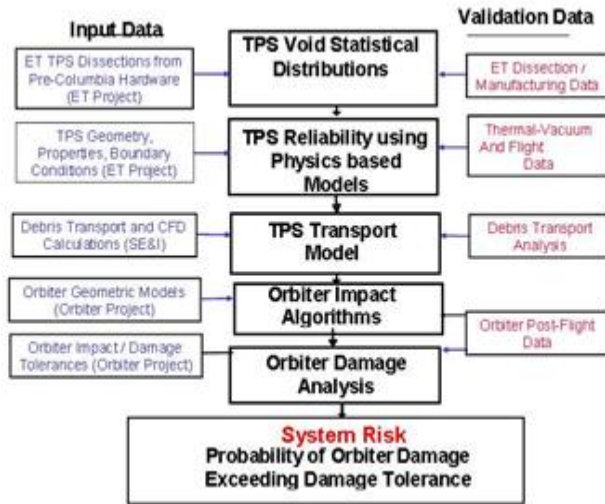 Input Data
Validation Data
ET TPS Dissections from
Pre-Columbia Hardware
(ET Project)
TPS Void Statistical
Distributions
ET Dissection /
Manufacturing Data
TPS Geometry,
Properties, Boundary
Conditions (ET Project)
TPS Reliability using
Physics based
Models
Thermal-Vacuum
And Flight
Data
Debris Transport and CFD
Calculations (SE&I)
TPS Transport
Model
Debris Transport
Analysis
Orbiter Geometric Models
(Orbiter Project)
Orbiter Impact
Algorithms
Orbiter Post-Flight
Data
Orbiter Impact / Damage
Tolerances (Orbiter Project)
Orbiter Damage
Analysis
System Risk
Probability of Orbiter Damage
Exceeding Damage Tolerance